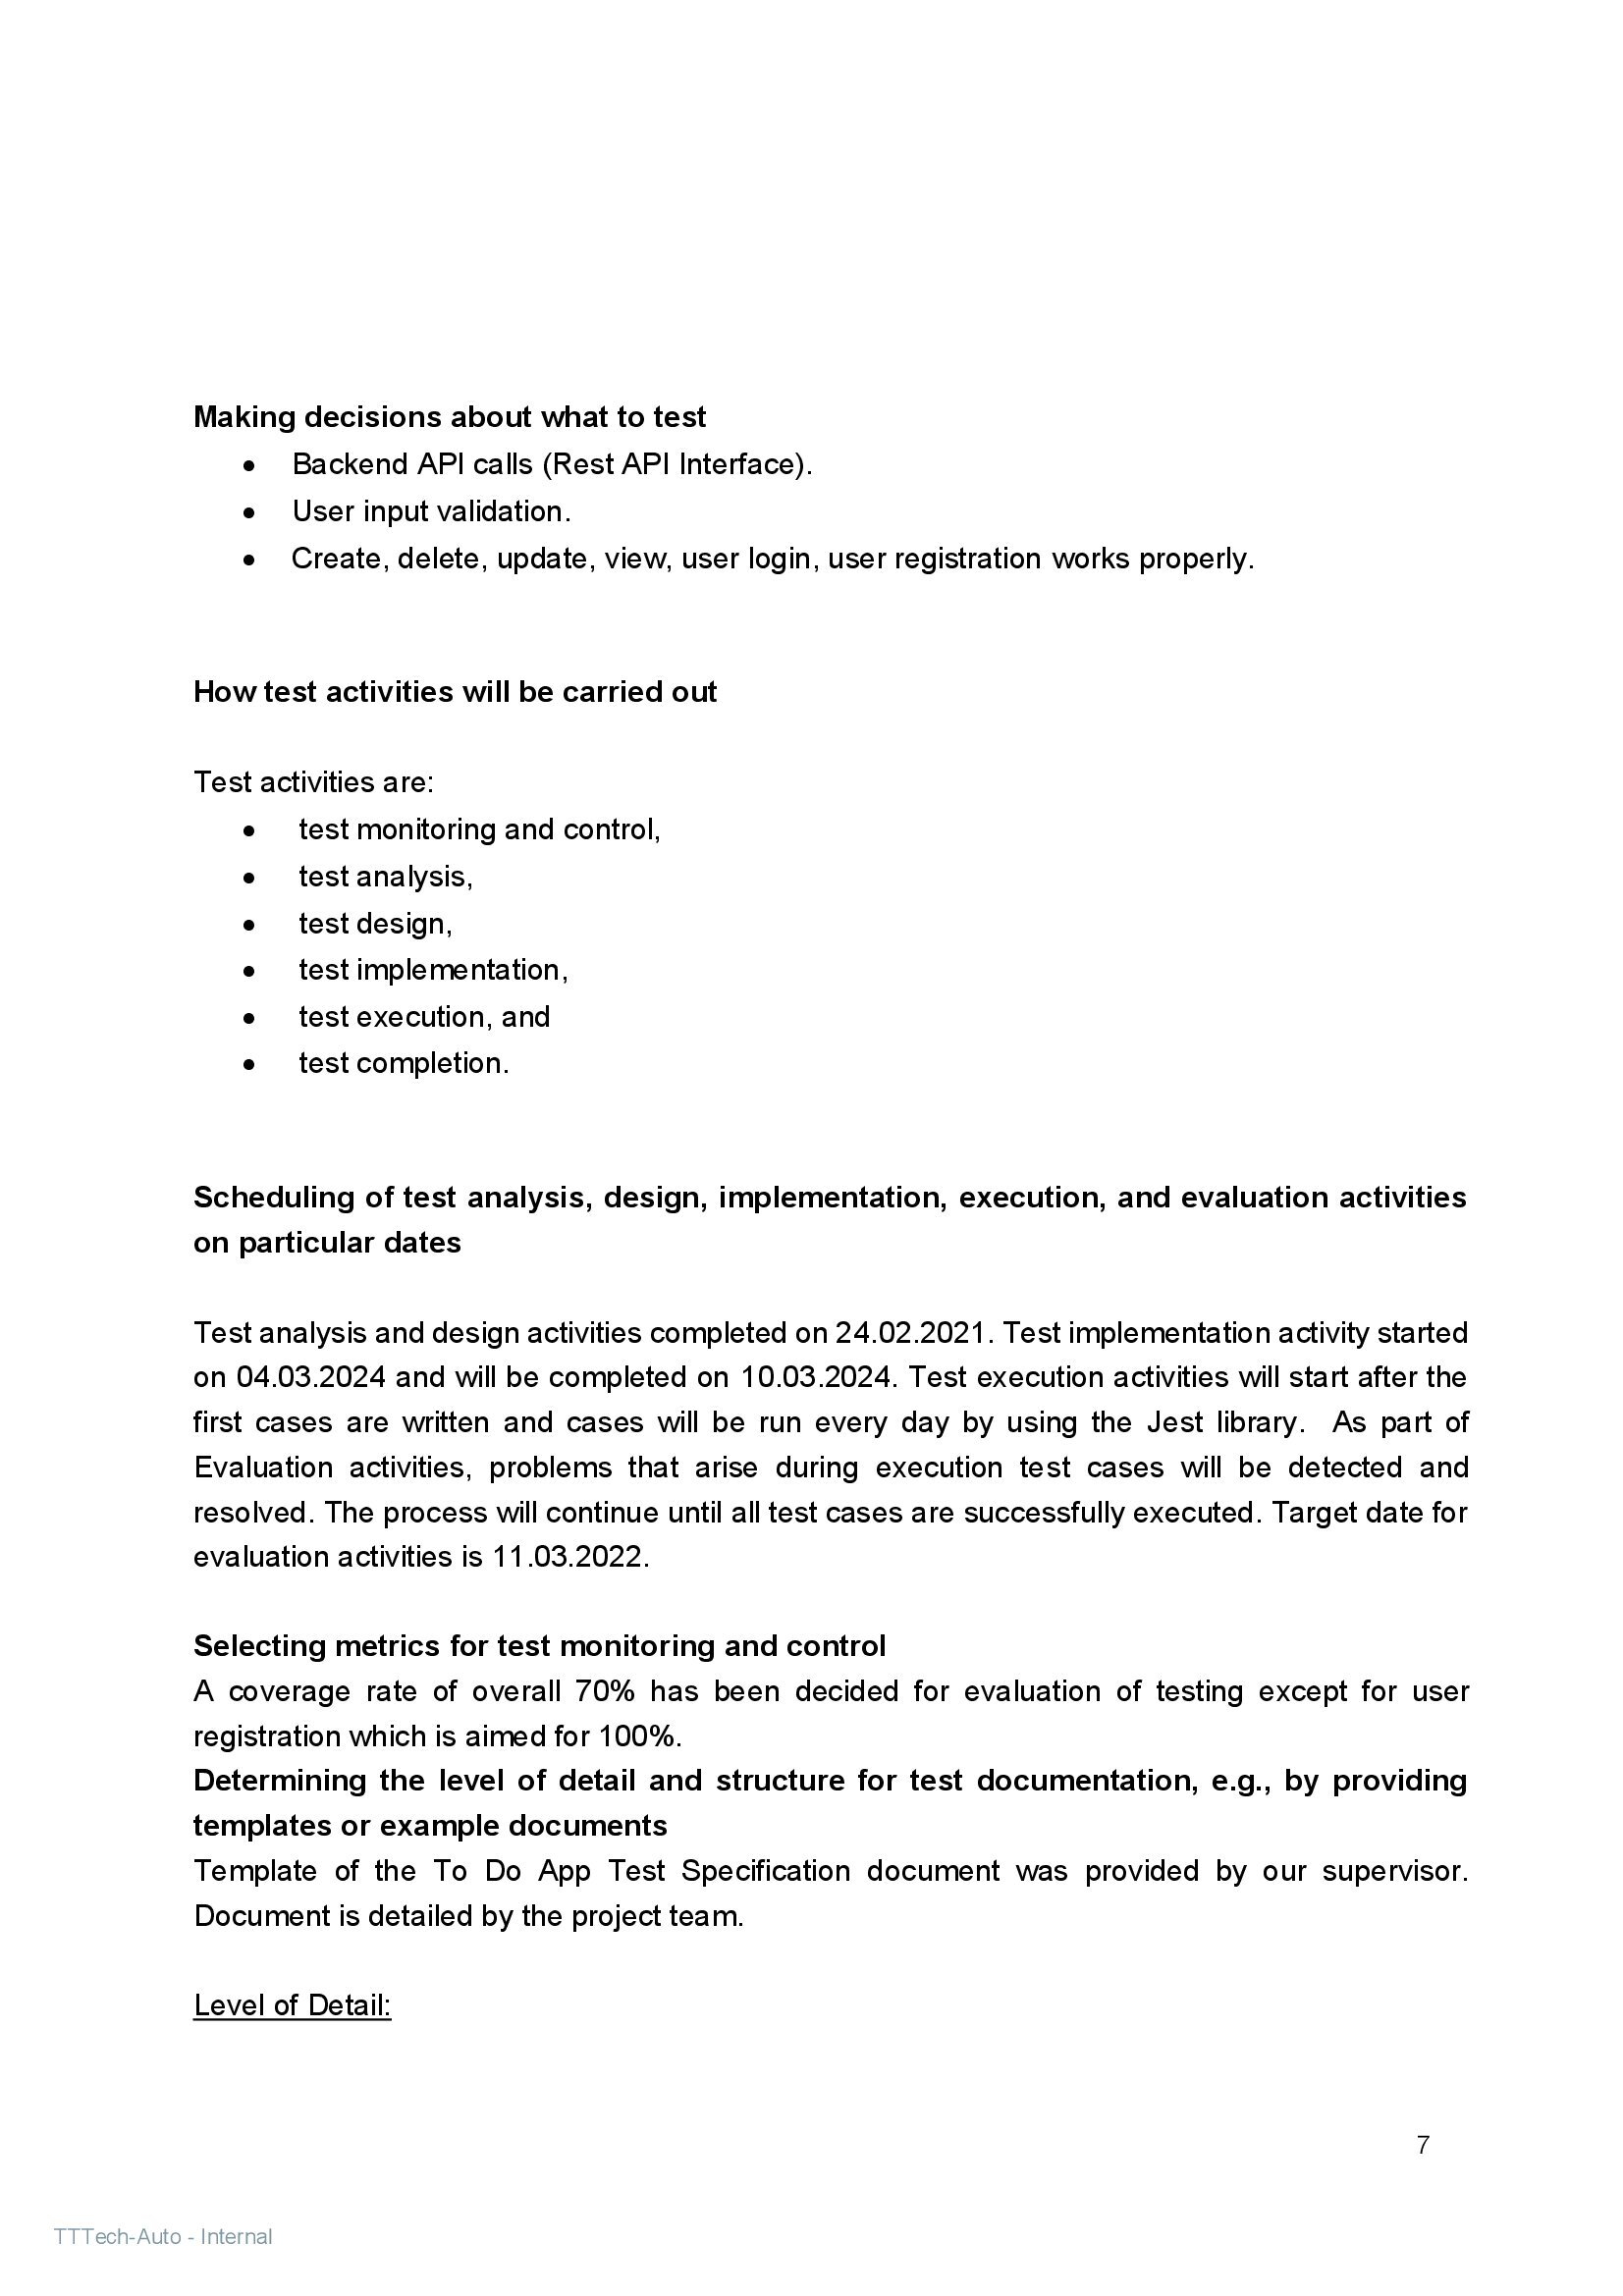 Making decisions about what to test
• Backend API calls (Rest API Interface).
• User input validation.
• Create, delete, update, view, user login, user registration works properly.
How test activities will be carried out
Test activities are:
• test monitoring and control,
• test analysis,
• test design,
• test implementation,
• test execution, and
• test completion.
Scheduling of test analysis, design, implementation, execution, and evaluation activities
on particular dates
Test analysis and design activities completed on 24.02.2021. Test implementation activity started
on 04.03.2024 and will be completed on 10.03.2024. Test execution activities will start after the
first cases are written and cases will be run every day by using the Jest library. As part of
Evaluation activities, problems that arise during execution test cases will be detected and
resolved. The process will continue until all test cases are successfully executed. Target date for
evaluation activities is 11.03.2022.
Selecting metrics for test monitoring and control
A coverage rate of overall 70% has been decided for evaluation of testing except for user
registration which is aimed for 100%.
Determining the level of detail and structure for test documentation, e.g., by providing
templates or example documents
Template of the To Do App Test Specification document was provided by our supervisor.
Document is detailed by the project team.
Level of Detail:
7
TTTech-Auto - Internal